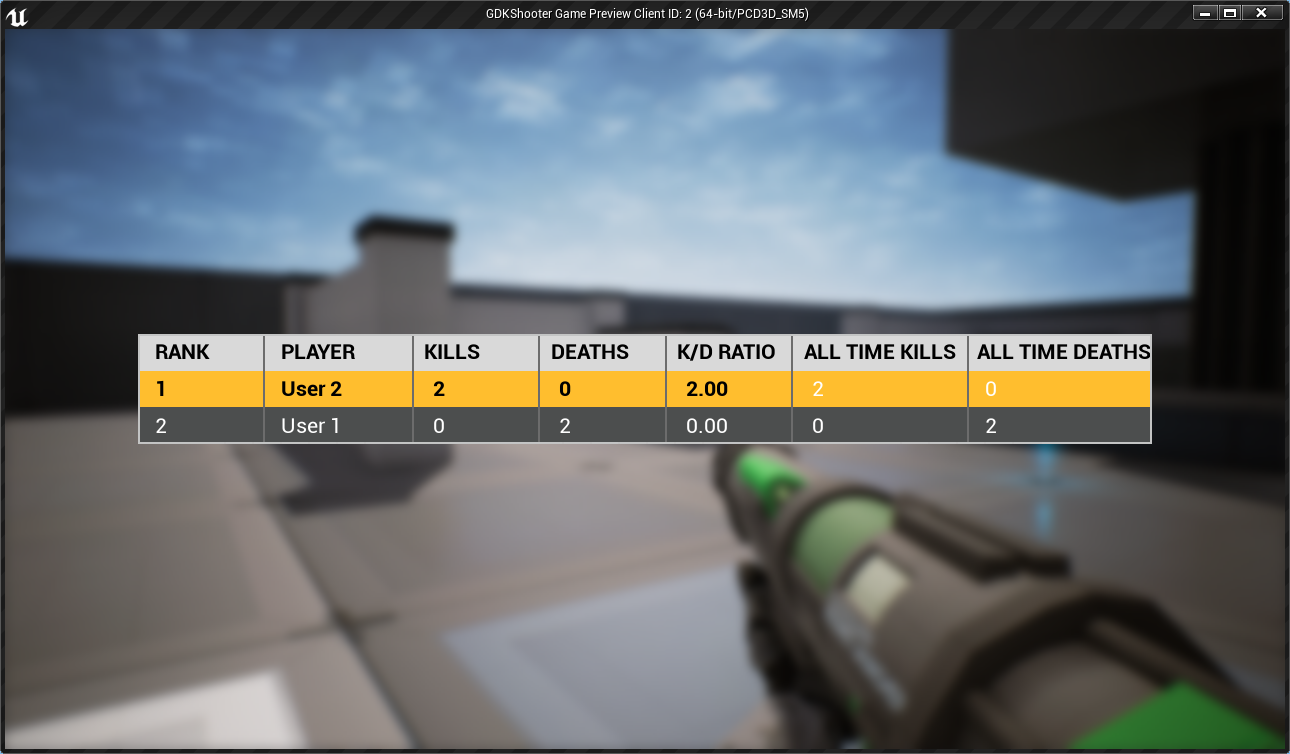 GDKShooter Game Preview Client ID: 2 (64-bit/PCD3D_SM5)
RANK PLAYER KILLS DEATHS K/D RATIO ALL TIME KILLS ALL TIME DEATHS
1 User 2 2 0 2.00 2 0
2 User 1 0 2 0.00 0 2